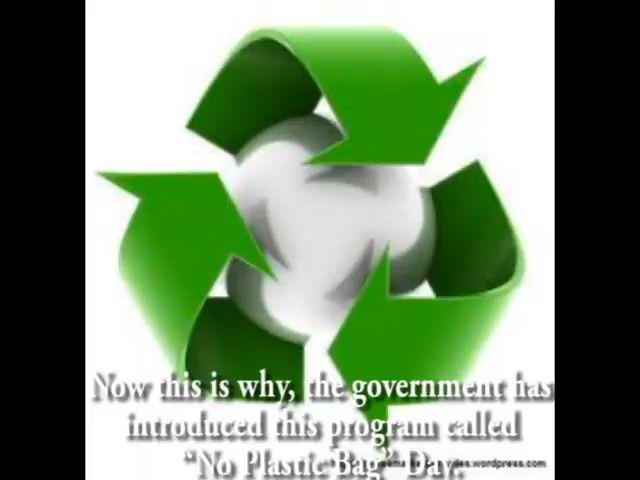 Now this is why, the government has
introduced this program called
"No Plastic Bag" Day.